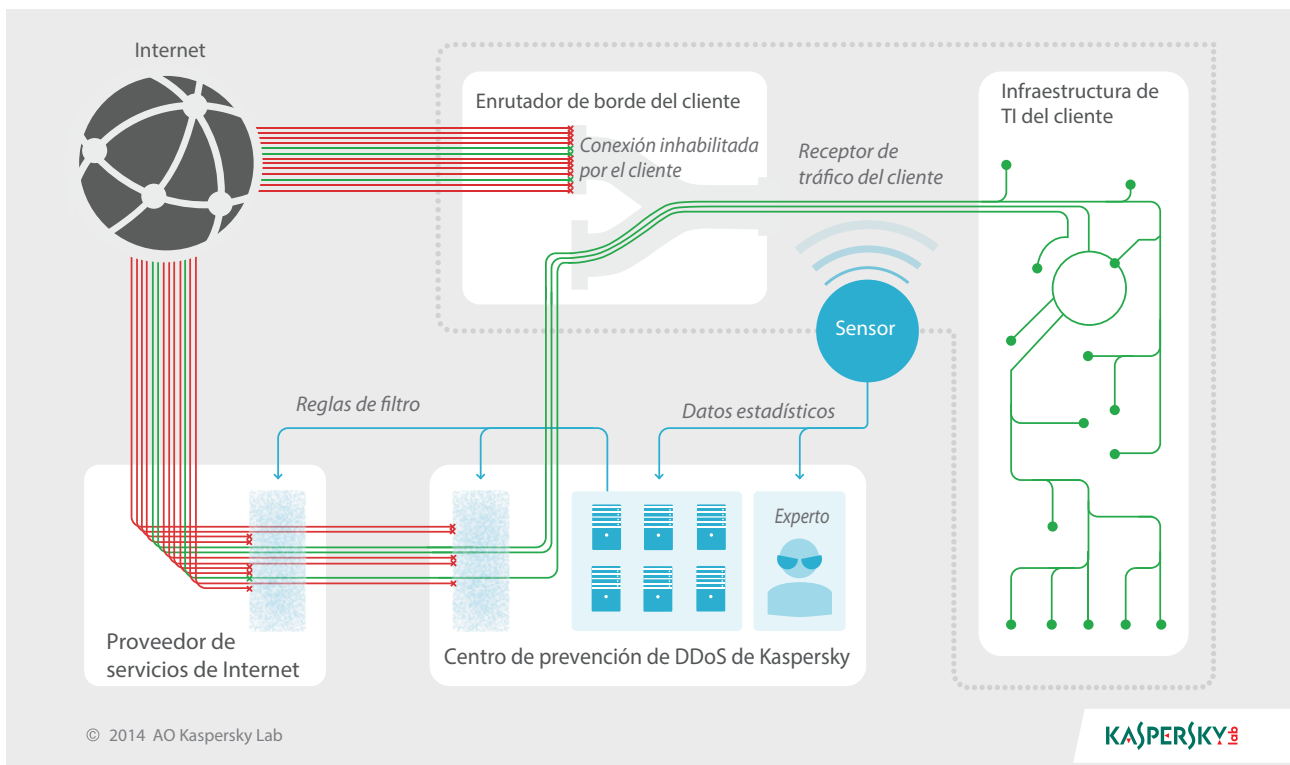 Internet
Enrutador de borde del cliente
Conexión inhabilitada
por el cliente
Receptor de
tráfico del cliente
Infraestructura de
TI del cliente
Sensor
Reglas de filtro
Datos estadísticos
Experto
Proveedor de
servicios de Internet
Centro de prevención de DDoS de Kaspersky
© 2014 AO Kaspersky Lab
KASPERSKY lab